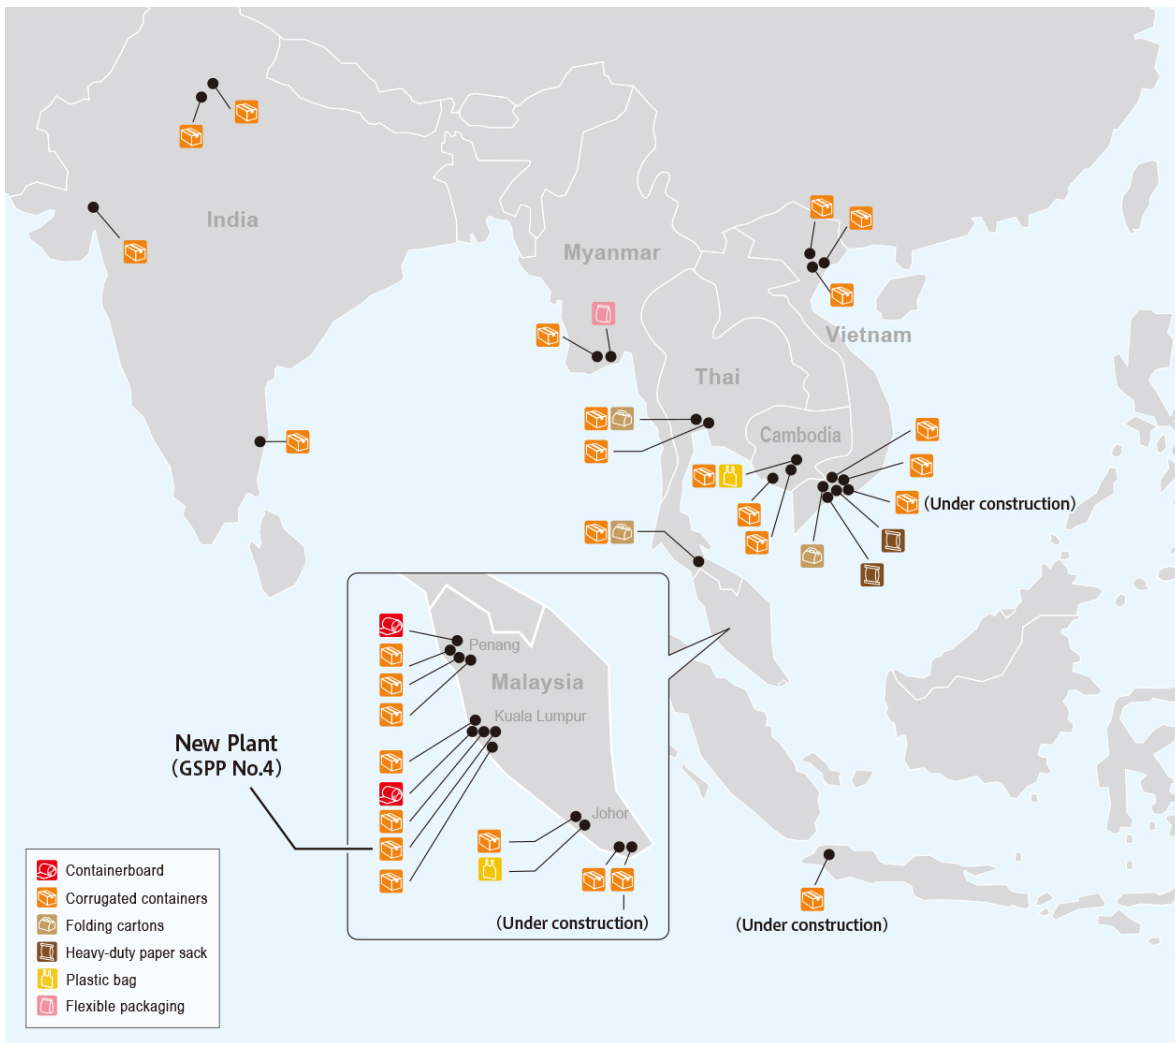 India
Myanmar
Vietnam
Thai
Cambodia
(Under construction)
Penang
Malaysia
Kuala Lumpur
New Plant
(GSPP No.4)
Johor
(Under construction)
(Under construction)
Containerboard
Corrugated containers
Folding cartons
Heavy-duty paper sack
Plastic bag
Flexible packaging